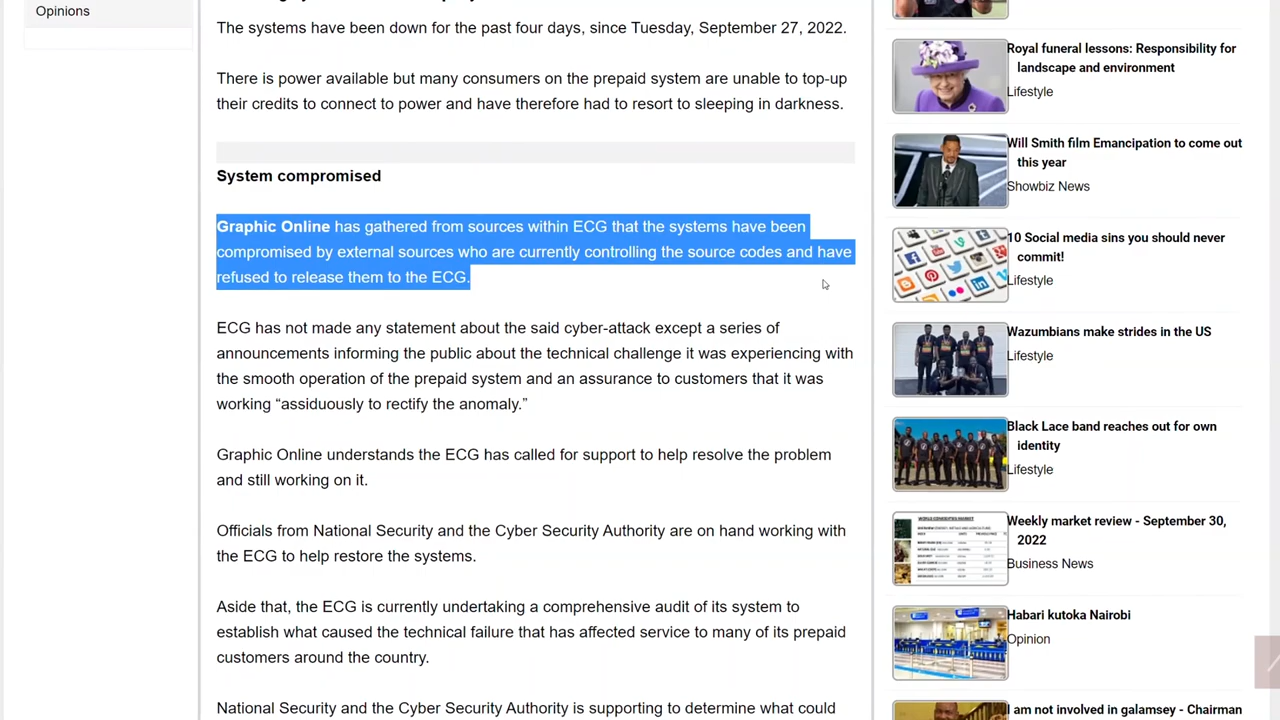 Opinions
The systems have been down for the past four days, since Tuesday, September 27, 2022.
There is power available but many consumers on the prepaid system are unable to top-up
their credits to connect to power and have therefore had to resort to sleeping in darkness.
System compromised
Graphic Online has gathered from sources within ECG that the systems have been
compromised by external sources who are currently controlling the source codes and have
refused to release them to the ECG.
ECG has not made any statement about the said cyber-attack except a series of
announcements informing the public about the technical challenge it was experiencing with
the smooth operation of the prepaid system and an assurance to customers that it was
working “assiduously to rectify the anomaly.”
Graphic Online understands the ECG has called for support to help resolve the problem
and still working on it.
from National Security and the Cyber Security Authority are on hand working with
the ECG to help restore the systems.
Aside that, the ECG is currently undertaking a comprehensive audit of its system to
establish what caused the technical failure that has affected service to many of its prepaid
customers around the country.
National Security and the Cyber Security Authority is supporting to determine what could
Royal funeral lessons: Responsibility for
landscape and environment
Lifestyle
Will Smith film Emancipation to come out
this year
Showbiz News
10 Social media sins you should never
commit!
Lifestyle
Wazumbians make strides in the US
Lifestyle
Black Lace band reaches out for own
identity
Lifestyle
WORLD COMMODITIES MARKET
Weekly market review - September 30,
2022
Business News
Habari kutoka Nairobi
Opinion
I am not involved in galamsey - Chairman